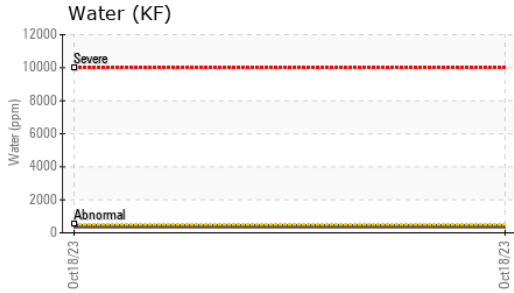 Water (KF)
12000
Severe
10000
8000
6000
4000
2000
Abnormal
0
Water (ppm)
Oct18/23
Oct18/23